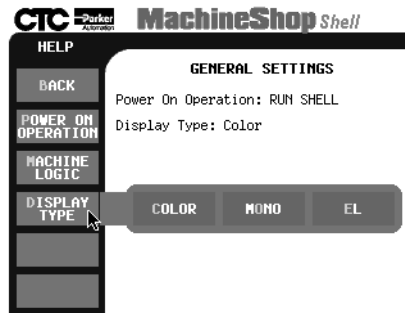 CTC Parker Automation MachineShop Shell
HELP
GENERAL SETTINGS
BACK
Power On Operation: RUN SHELL
POWER ON
OPERATION
Display Type: Color
MACHINE
LOGIC
DISPLAY
TYPE
COLOR MONO EL